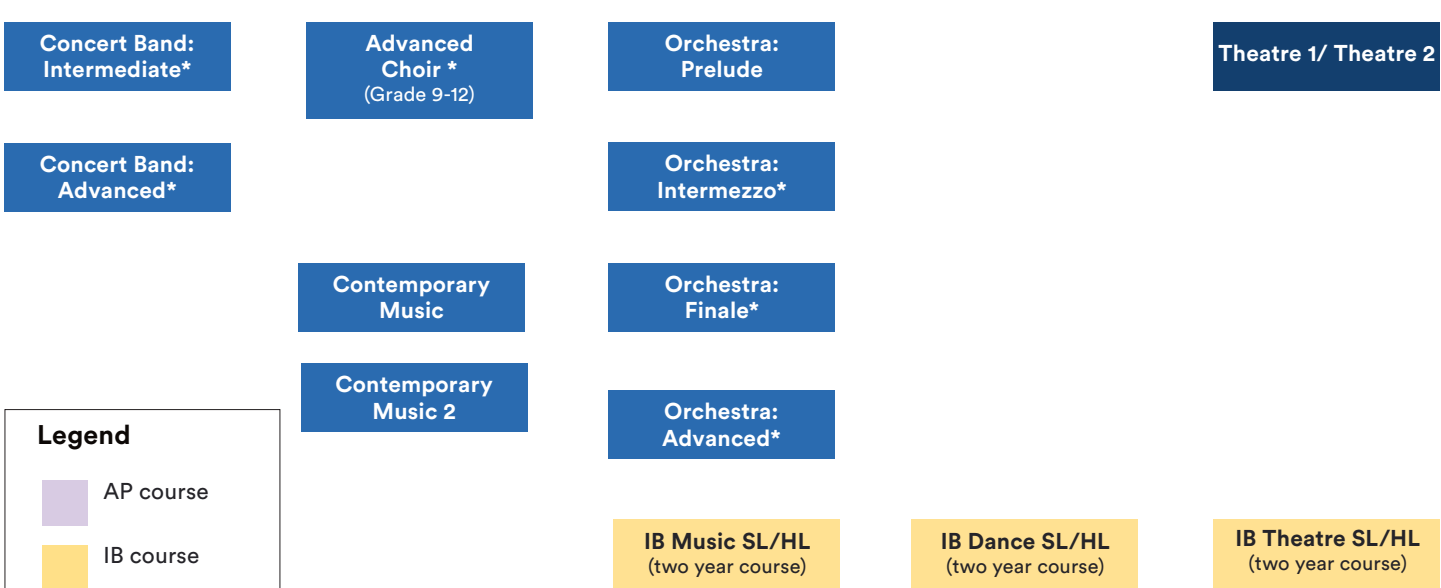 Concert Band:
Intermediate*
Advanced
Choir *
(Grade 9-12)
Orchestra:
Prelude
Theatre 1/ Theatre 2
Concert Band:
Advanced*
Orchestra:
Intermezzo*
Contemporary
Music
Orchestra:
Finale*
Contemporary
Music 2
Orchestra:
Advanced*
Legend
AP course
IB course
IB Music SL/HL
(two year course)
IB Dance SL/HL
(two year course)
IB Theatre SL/HL
(two year course)